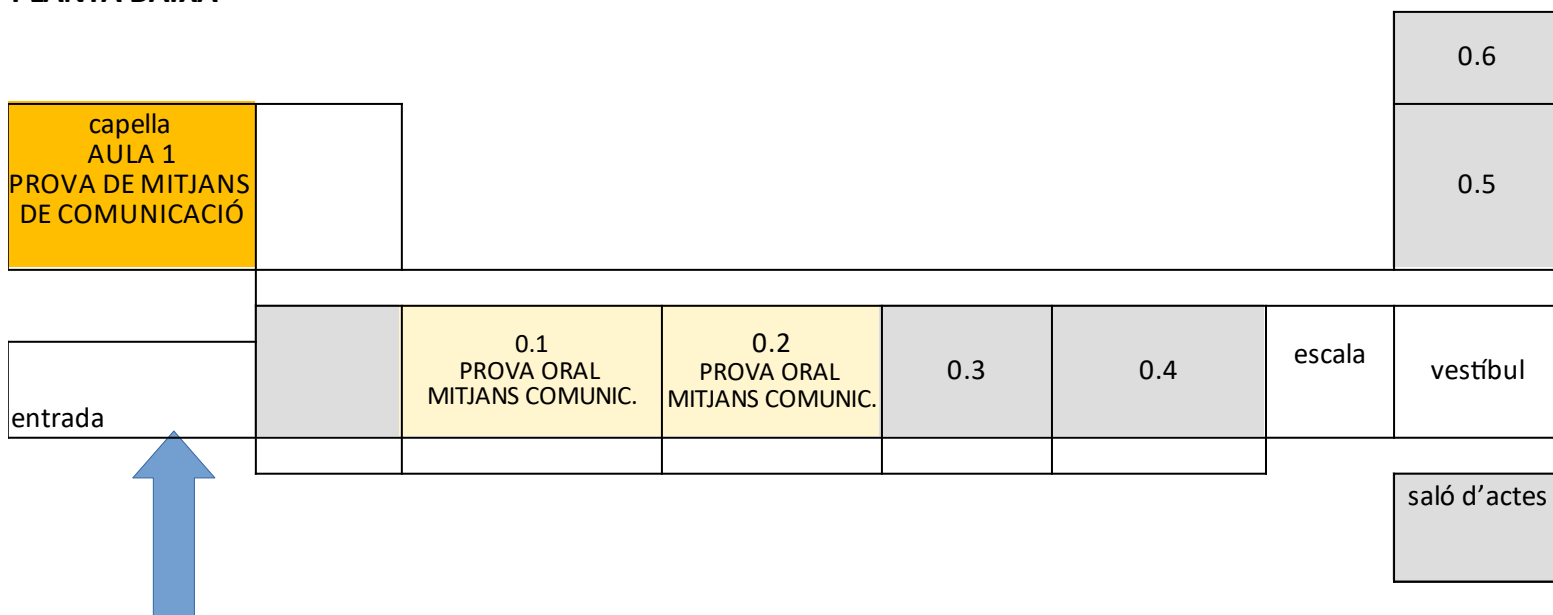 PLANTA BAIXA
0.6
capella
AULA 1
PROVA DE MITJANS
DE COMUNICACIÓ
0.5
0.1
PROVA ORAL
MITJANS COMUNIC.
0.2
PROVA ORAL
MITJANS COMUNIC.
0.3
0.4
escala
vestíbul
entrada
saló d’actes